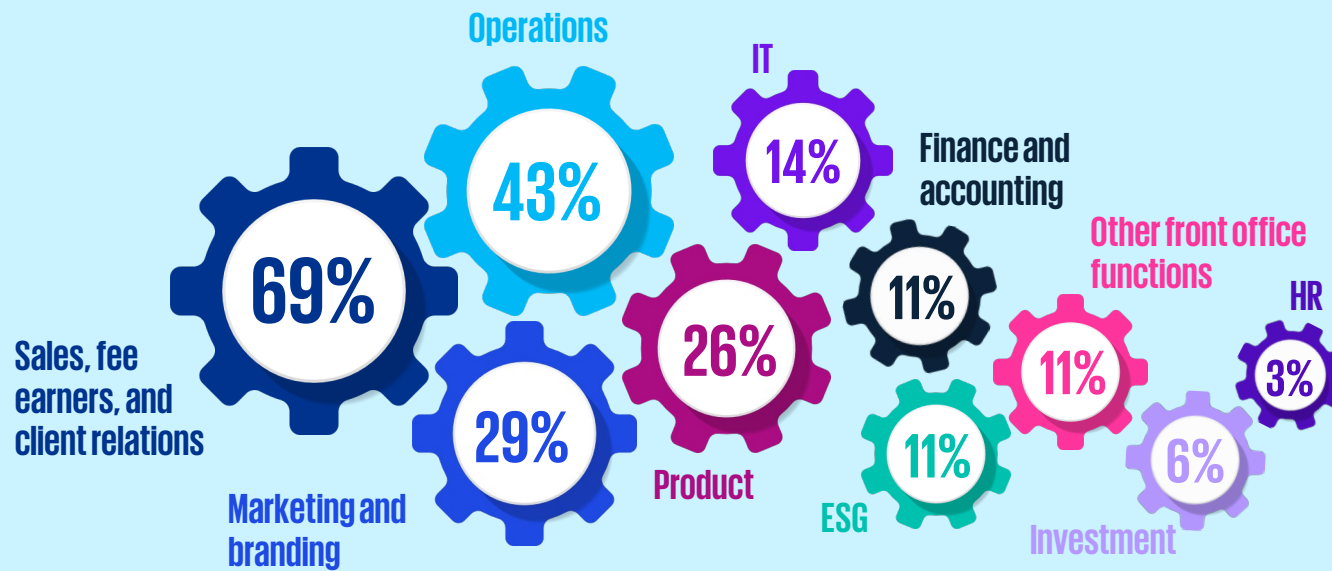 Operations
43%
IT
14%
Finance and
accounting
11%
Other front office
functions
11%
HR
3%
69%
Sales, fee
earners, and
client relations
29%
Marketing and
branding
26%
Product
11%
ESG
6%
Investment